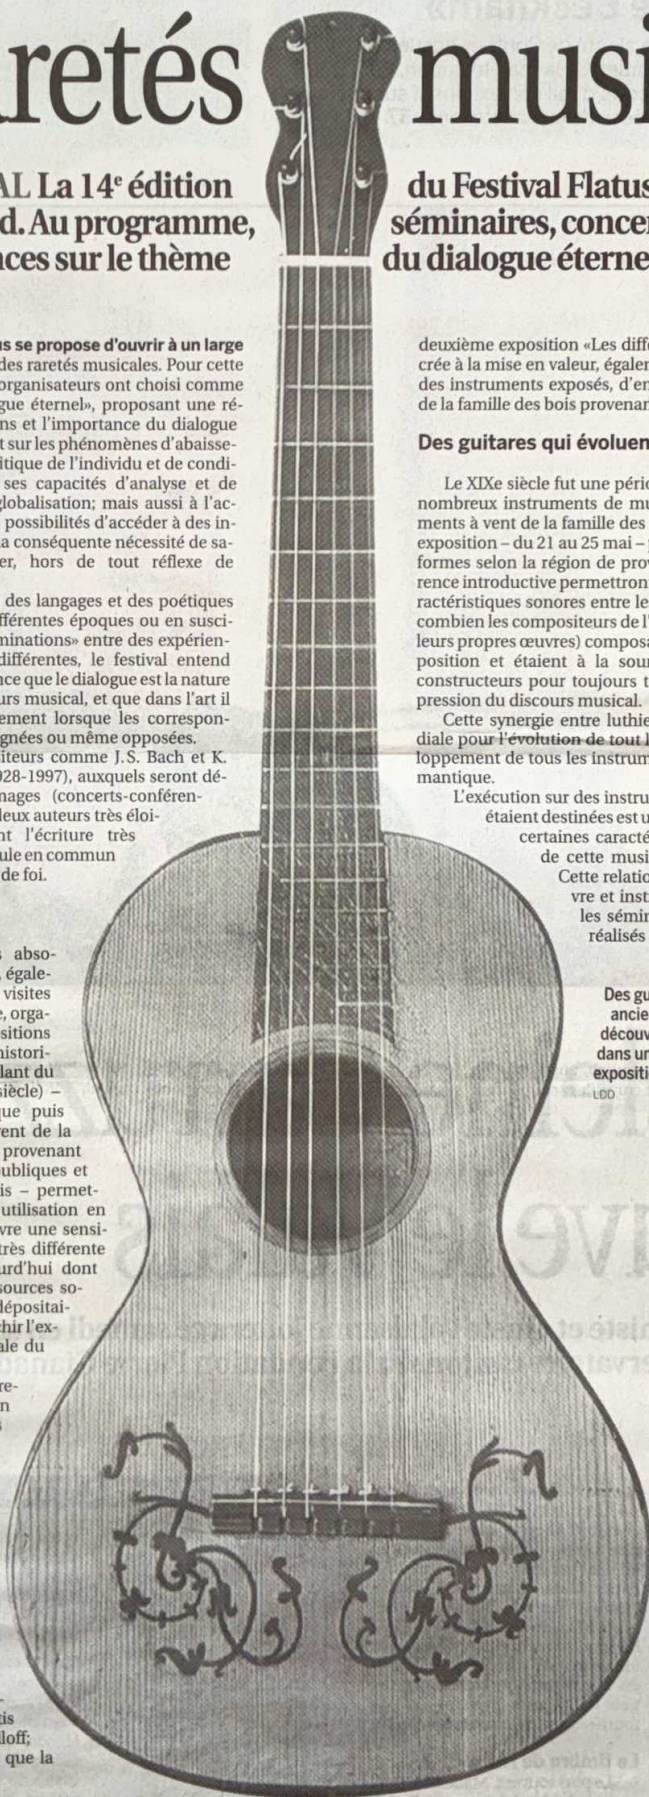 retés musi
AL La 14e édition
d. Au programme,
nces sur le thème
du Festival Flatus
séminaires, concer
du dialogue éterne
us se propose d'ouvrir à un large
des raretés musicales. Pour cette
organisateurs ont choisi comme
gue éternel», proposant une ré-
ns et l'importance du dialogue
t sur les phénomènes d'abaisse-
itique de l'individu et de condi-
ses capacités d'analyse et de
globalisation; mais aussi à l'ac-
possibilités d'accéder à des in-
la conséquente nécessité de sa-
er, hors de tout réflexe de
des langages et des poétiques
fférentes époques ou en susci-
minations» entre des expérien-
différentes, le festival entend
nce que le dialogue est la nature
urs musical, et que dans l'art il
ement lorsque les correspon-
gnées ou même opposées.
siteurs comme J.S. Bach et K.
928-1997), auxquels seront dé-
nages (concerts-conféren-
deux auteurs très éloi-
nt l'écriture très
ule en commun
de foi.
s abso-
, égale-
visites
e, orga-
sitions
histori-
lant du
siècle) –
que puis
ent de la
provenant
ubliques et
is – permet-
utilisation en
vre une sensi-
très différente
urd'hui dont
sources so-
dépositai-
chir l'ex-
ale du
re-
n
tis
lloff;
que la
deuxième exposition «Les diffé
crée à la mise en valeur, égalem
des instruments exposés, d'en
de la famille des bois provenan
Des guitares qui évoluen
Le XIXe siècle fut une pério
nombreux instruments de mu
ments à vent de la famille des
exposition – du 21 au 25 mai –
formes selon la région de prov
rence introductive permettron
ractéristiques sonores entre le
combien les compositeurs de l'
leurs propres œuvres) composa
position et étaient à la sour
constructeurs pour toujours t
pression du discours musical.
Cette synergie entre luthie
diale pour l'évolution de tout l
loppement de tous les instrum
mantique.
L'exécution sur des instru
étaient destinées est u
certaines caracté
de cette musi
Cette relatio
vre et inst
les sémin
réalisés
Des gu
ancie
découv
dans un
expositi
LDD